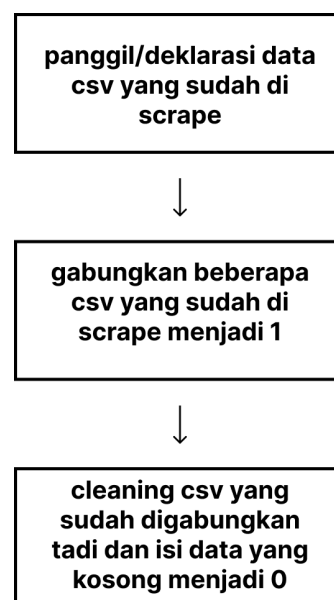 panggil/deklarasi data
csv yang sudah di
scrape
gabungkan beberapa
csv yang sudah di
scrape menjadi 1
cleaning csv yang
sudah digabungkan
tadi dan isi data yang
kosong menjadi 0